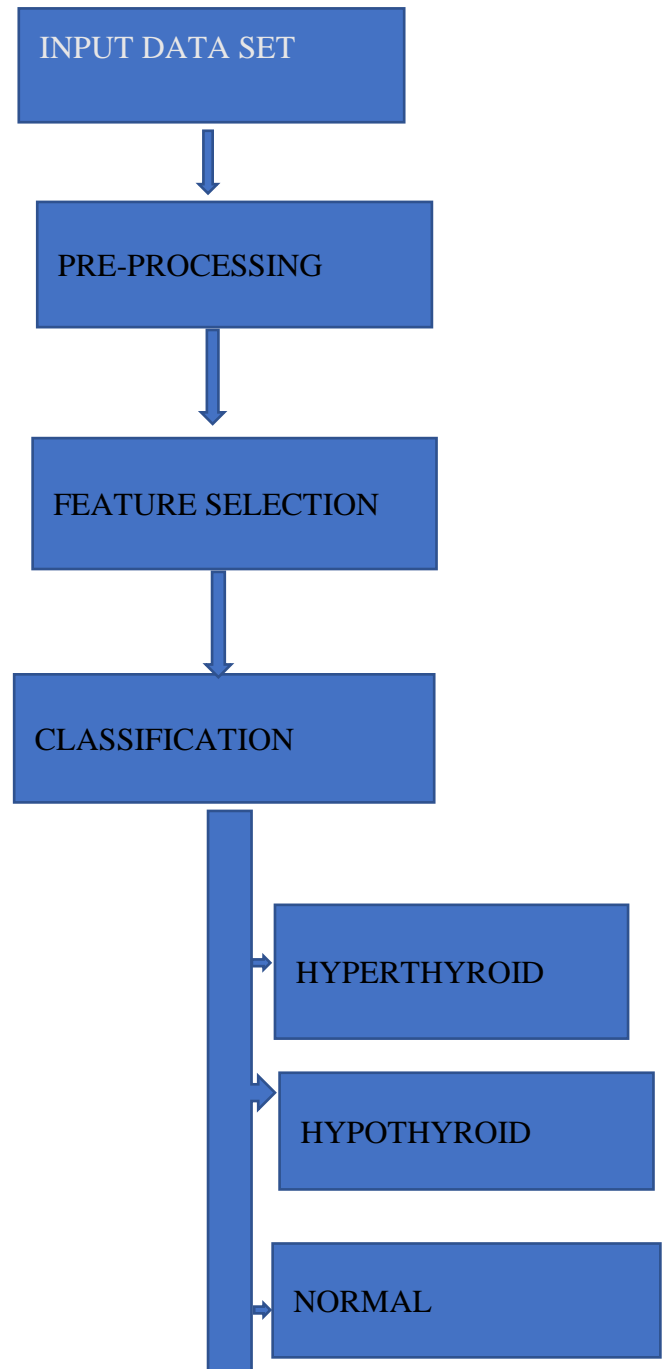 INPUT DATA SET
PRE-PROCESSING
FEATURE SELECTION
CLASSIFICATION
HYPERTHYROID
HYPOTHYROID
NORMAL